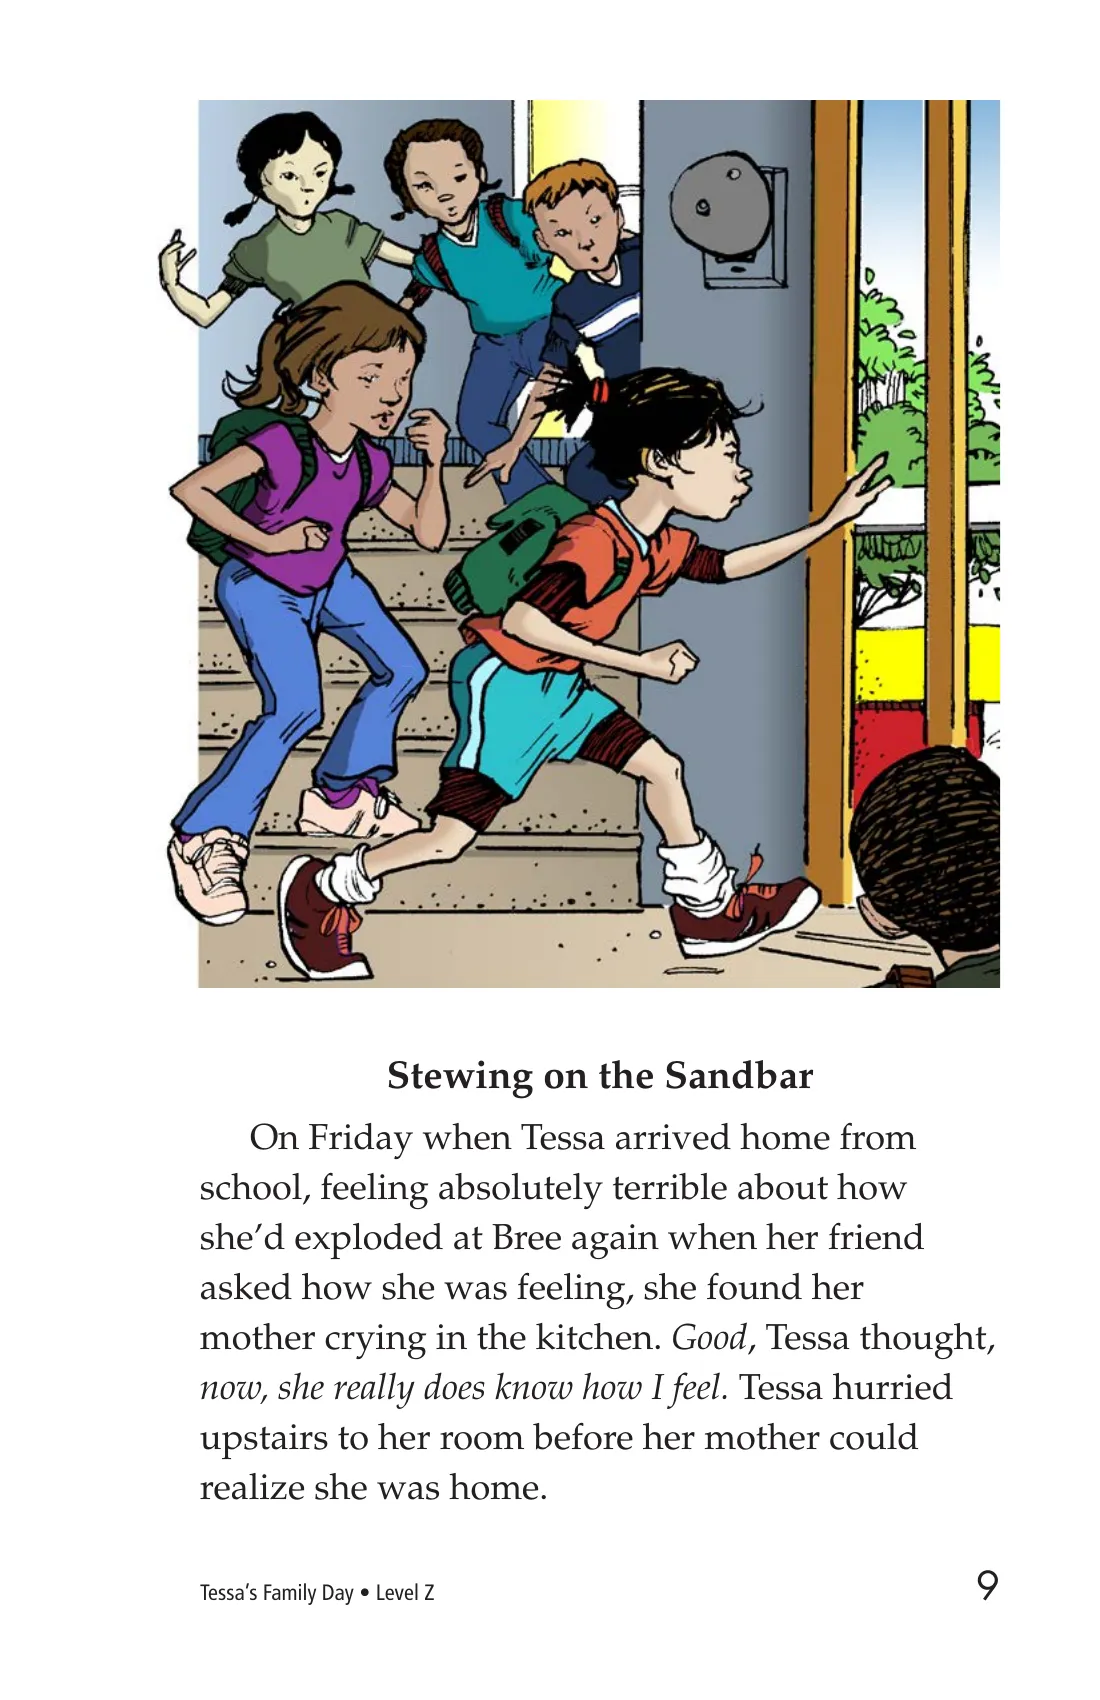 Stewing on the Sandbar
On Friday when Tessa arrived home from
school, feeling absolutely terrible about how
she’d exploded at Bree again when her friend
asked how she was feeling, she found her
mother crying in the kitchen. Good, Tessa thought,
now, she really does know how I feel. Tessa hurried
upstairs to her room before her mother could
realize she was home.
Tessa’s Family Day • Level Z
9